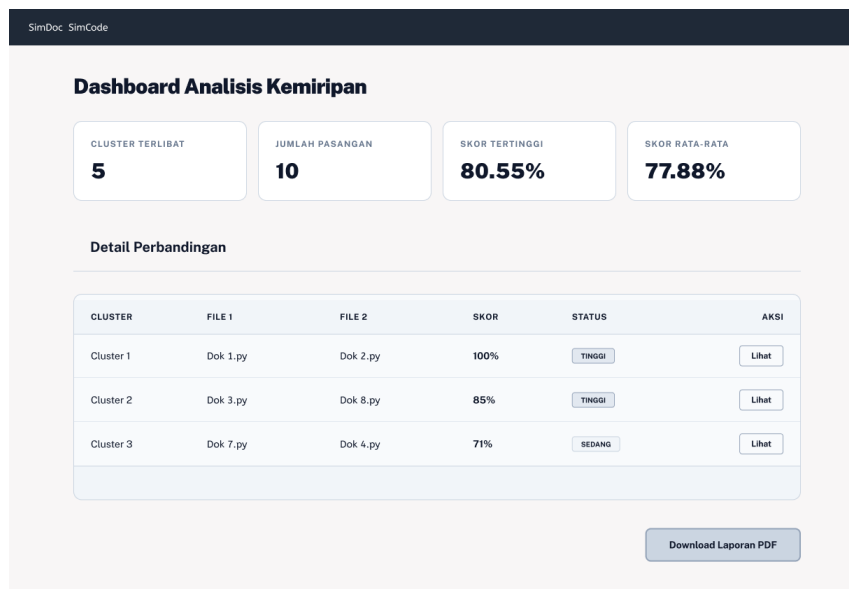 SimDoc SimCode
Dashboard Analisis Kemiripan
CLUSTER TERLIBAT JUMLAH PASANGAN SKOR TERTINGGI SKOR RATA-RATA
5 10 80.55% 77.88%
Detail Perbandingan
CLUSTER FILE 1 FILE 2 SKOR STATUS AKSI
Cluster 1 Dok 1.py Dok 2.py 100% TINGGI Lihat
Cluster 2 Dok 3.py Dok 8.py 85% TINGGI Lihat
Cluster 3 Dok 7.py Dok 4.py 71% SEDANG Lihat
Download Laporan PDF